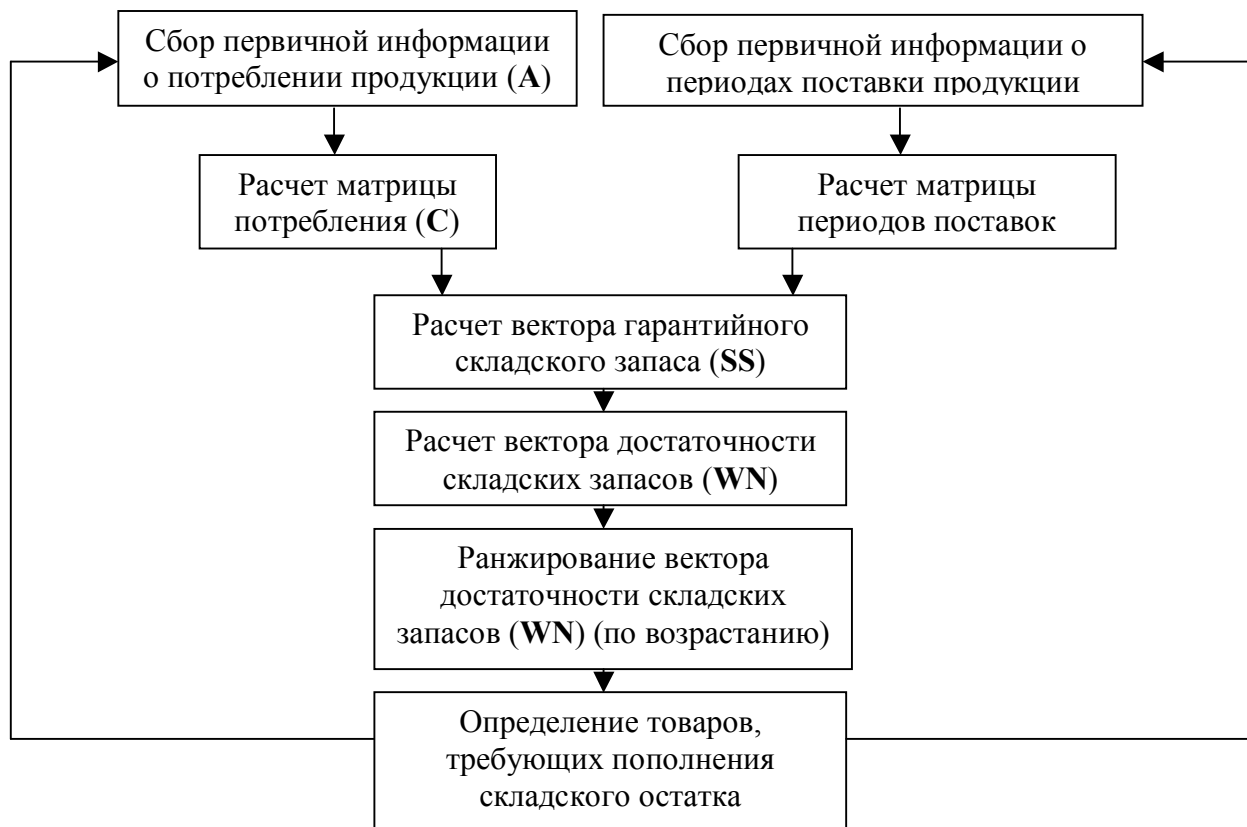 Сбор первичной информации
о потреблении продукции (A)
Сбор первичной информации о
периодах поставки продукции
Расчет матрицы
потребления (C)
Расчет матрицы
периодов поставок
Расчет вектора гарантийного
складского запаса (SS)
Расчет вектора достаточности
складских запасов (WN)
Ранжирование вектора
достаточности складских
запасов (WN) (по возрастанию)
Определение товаров,
требующих пополнения
складского остатка